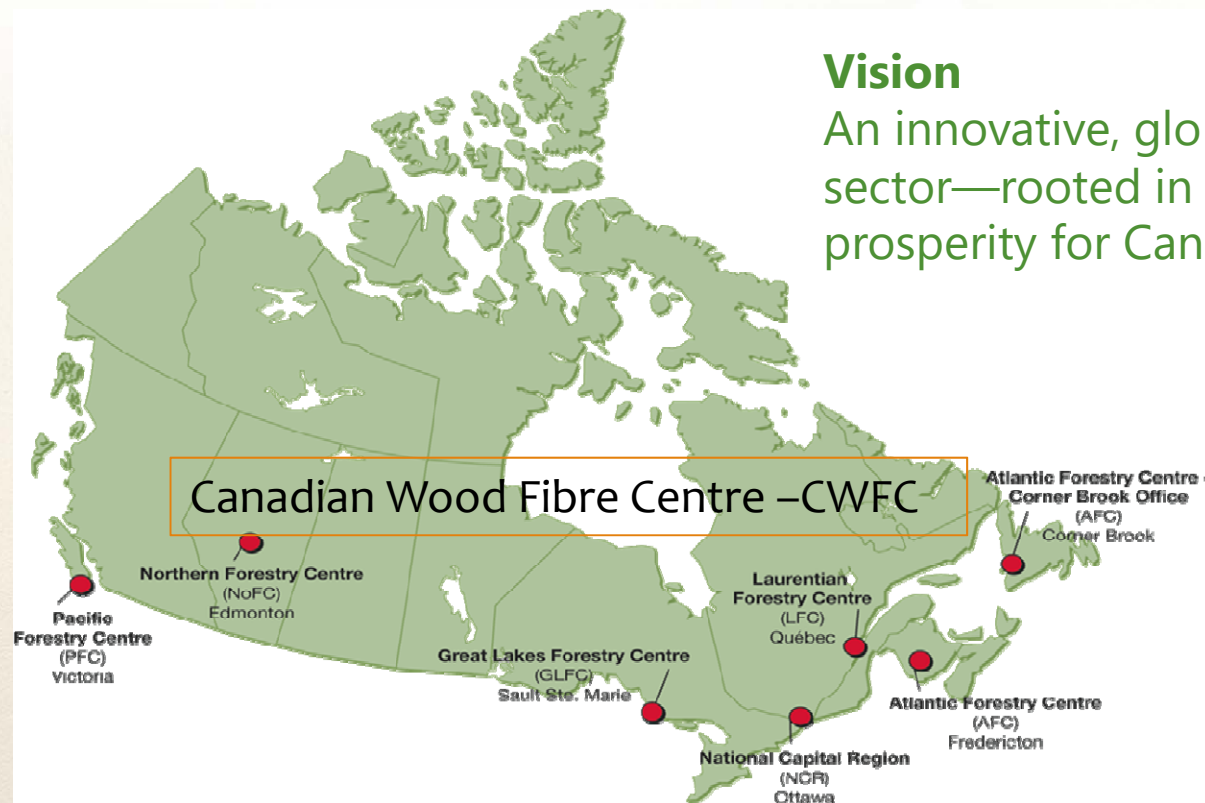 Vision
An innovative, glo
sector—rooted in
prosperity for Can
Canadian Wood Fibre Centre –CWFC
Atlantic Forestry Centre -
Corner Brook Office
(AFC)
Corner Brook
Northern Forestry Centre
(NoFC)
Edmonton
Pacific
Forestry Centre
(PFC)
Victoria
Laurentian
Forestry Centre
(LFC)
Québec
Great Lakes Forestry Centre
(GLFC)
Sault Ste. Marie
Atlantic Forestry Centre
(AFC)
Fredericton
National Capital Region
(NCR)
Ottawa